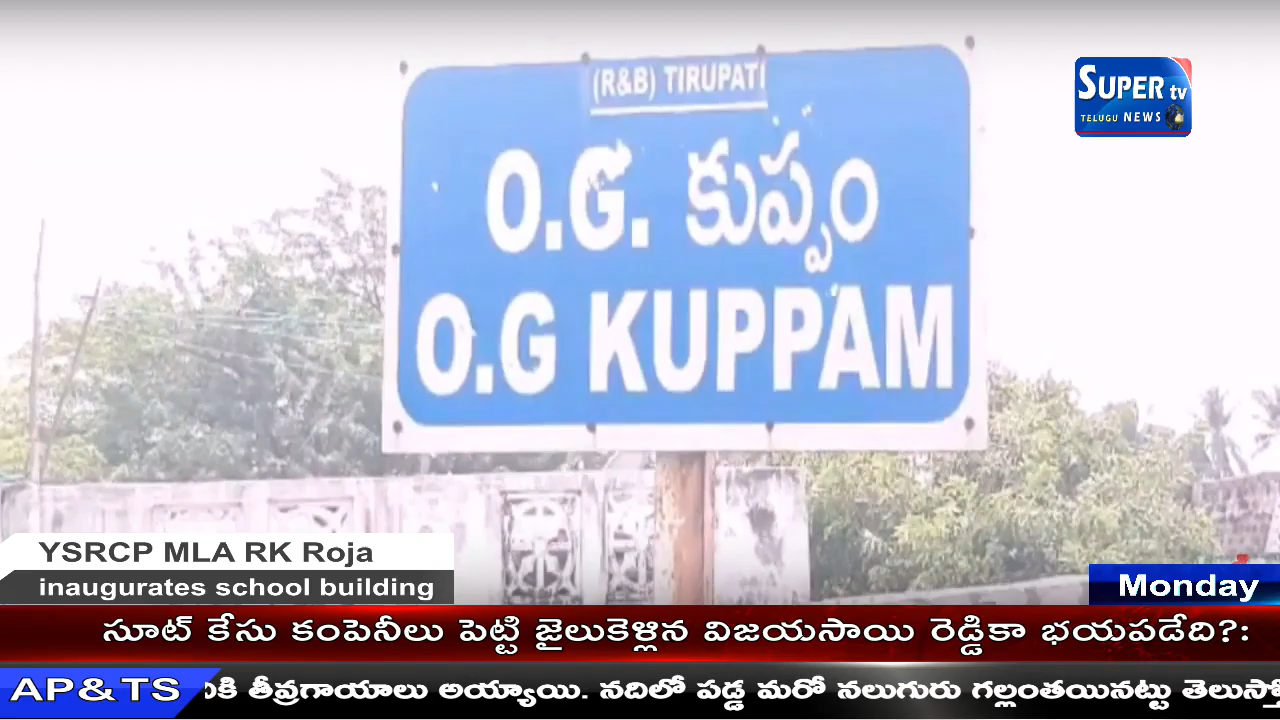 (R&B) TIRUPATI
O.G. కుప్పం
O.G KUPPAM
SUPER tv
TELUGU NEWS
YSRCP MLA RK Roja
inaugurates school building
Monday
సూట్ కేసు కంపెనీలు పెట్టి జైలుకెళ్లిన విజయసాయి రెడ్డికా భయపడేది?:
AP&TS
తీవ్రగాయాలు అయ్యాయి. నదిలో పడ్డ మరో నలుగురు గల్లంతయినట్టు